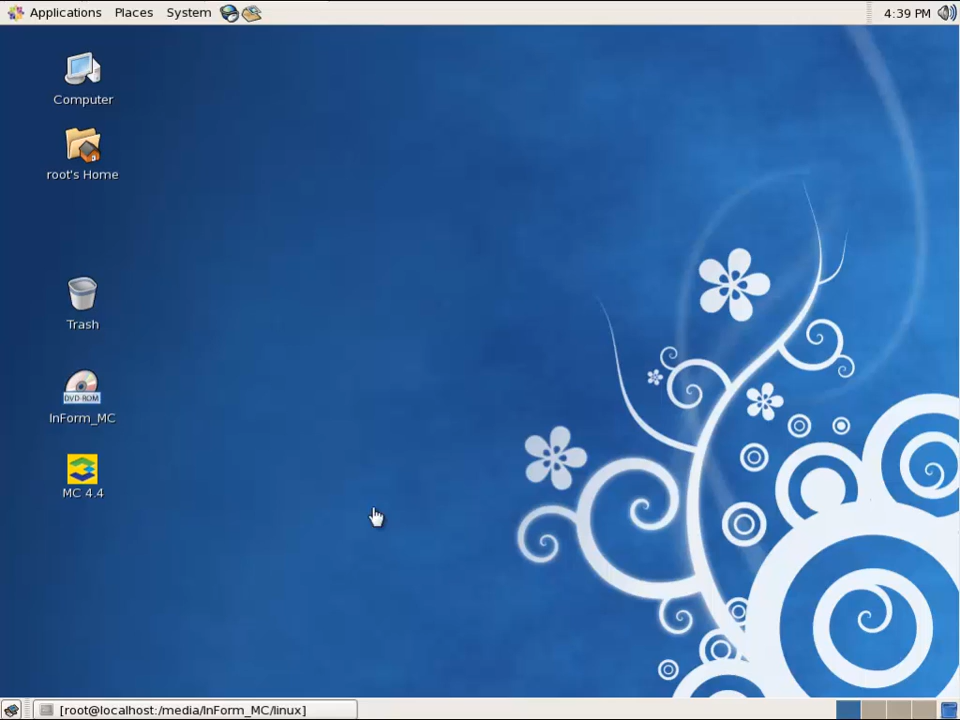 Applications Places System 4:39 PM
Computer
root's Home
Trash
DVD-ROM
InForm_MC
MC 4.4
[root@localhost:/media/InForm_MC/linux]